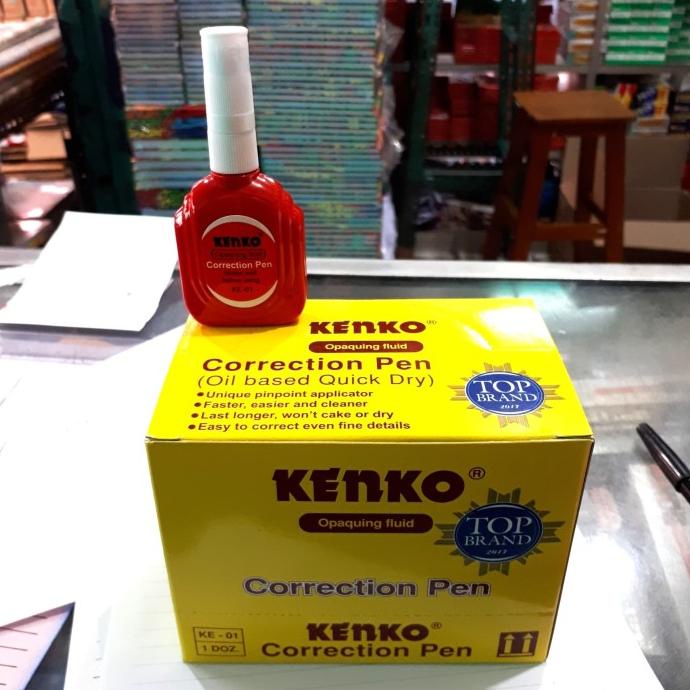 KENKO
Correction Pen
KE-01
KENKO®
Opaquing fluid
Correction Pen
(Oil based Quick Dry)
●Unique pinpoint applicator
●Faster, easier and cleaner
●Last longer, won't cake or dry
●Easy to correct even fine details
TOP
BRAND
2017
KENKO®
Opaquing fluid
TOP
BRAND
2017
Correction Pen
KE - 01
1 DOZ.
KENKO®
Correction Pen